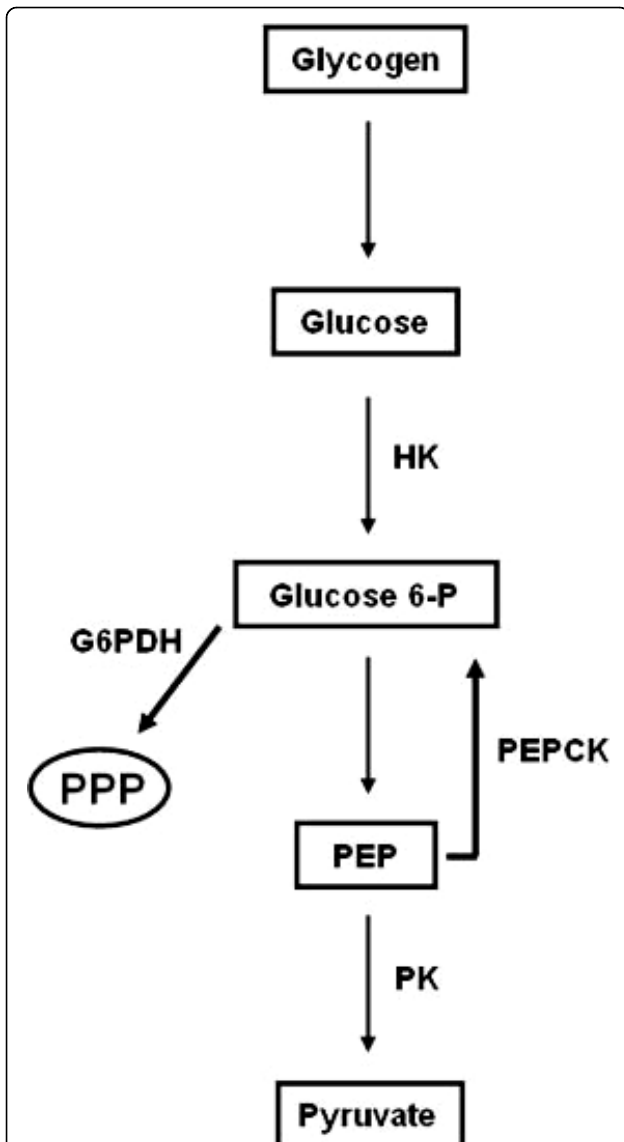 Glycogen
Glucose
HK
Glucose 6-P
G6PDH
PEPCK
PPP
PEP
PK
Pyruvate